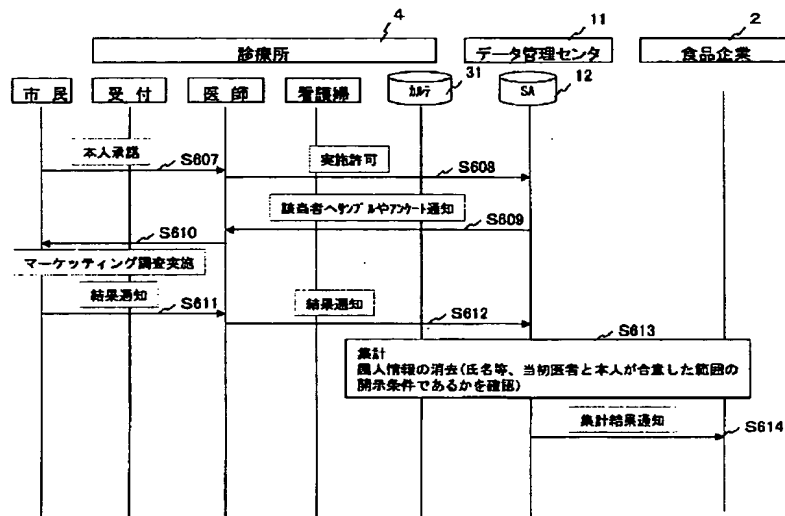 4
11
2
診療所
データ管理センタ
食品企業
31
12
市民
受付
医師
看護婦
カルテ
SA
本人承諾
S607
実施許可
S608
該当者へサンプルやアンケート通知
S609
S610
マーケッティング調査実施
結果通知
S611
結果通知
S612
S613
集計
個人情報の消去(氏名等、当初医者と本人が合意した範囲の
開示条件であるかを確認)
集計結果通知
S614